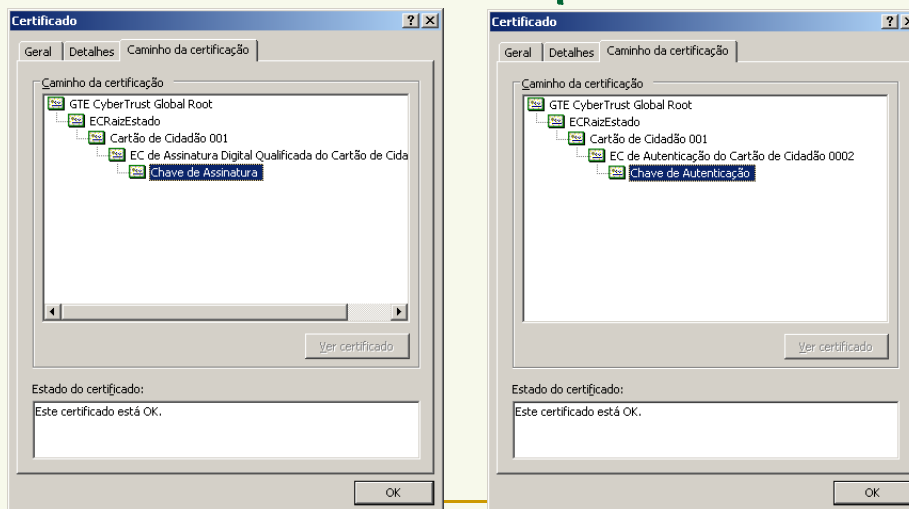 Certificado
Geral Detalhes Caminho da certificação
Caminho da certificação
GTE CyberTrust Global Root
ECRaizEstado
Cartão de Cidadão 001
EC de Assinatura Digital Qualificada do Cartão de Cida
Chave de Assinatura
Ver certificado
Estado do certificado:
Este certificado está OK.
OK
Certificado
Geral Detalhes Caminho da certificação
Caminho da certificação
GTE CyberTrust Global Root
ECRaizEstado
Cartão de Cidadão 001
EC de Autenticação do Cartão de Cidadão 0002
Chave de Autenticação
Ver certificado
Estado do certificado:
Este certificado está OK.
OK